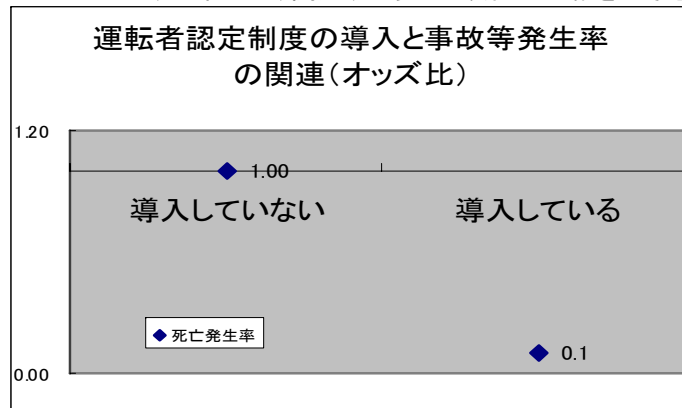 運転者認定制度の導入と事故等発生率
の関連(オッズ比)
1.20
1.00
導入していない
導入している
死亡発生率
0.1
0.00